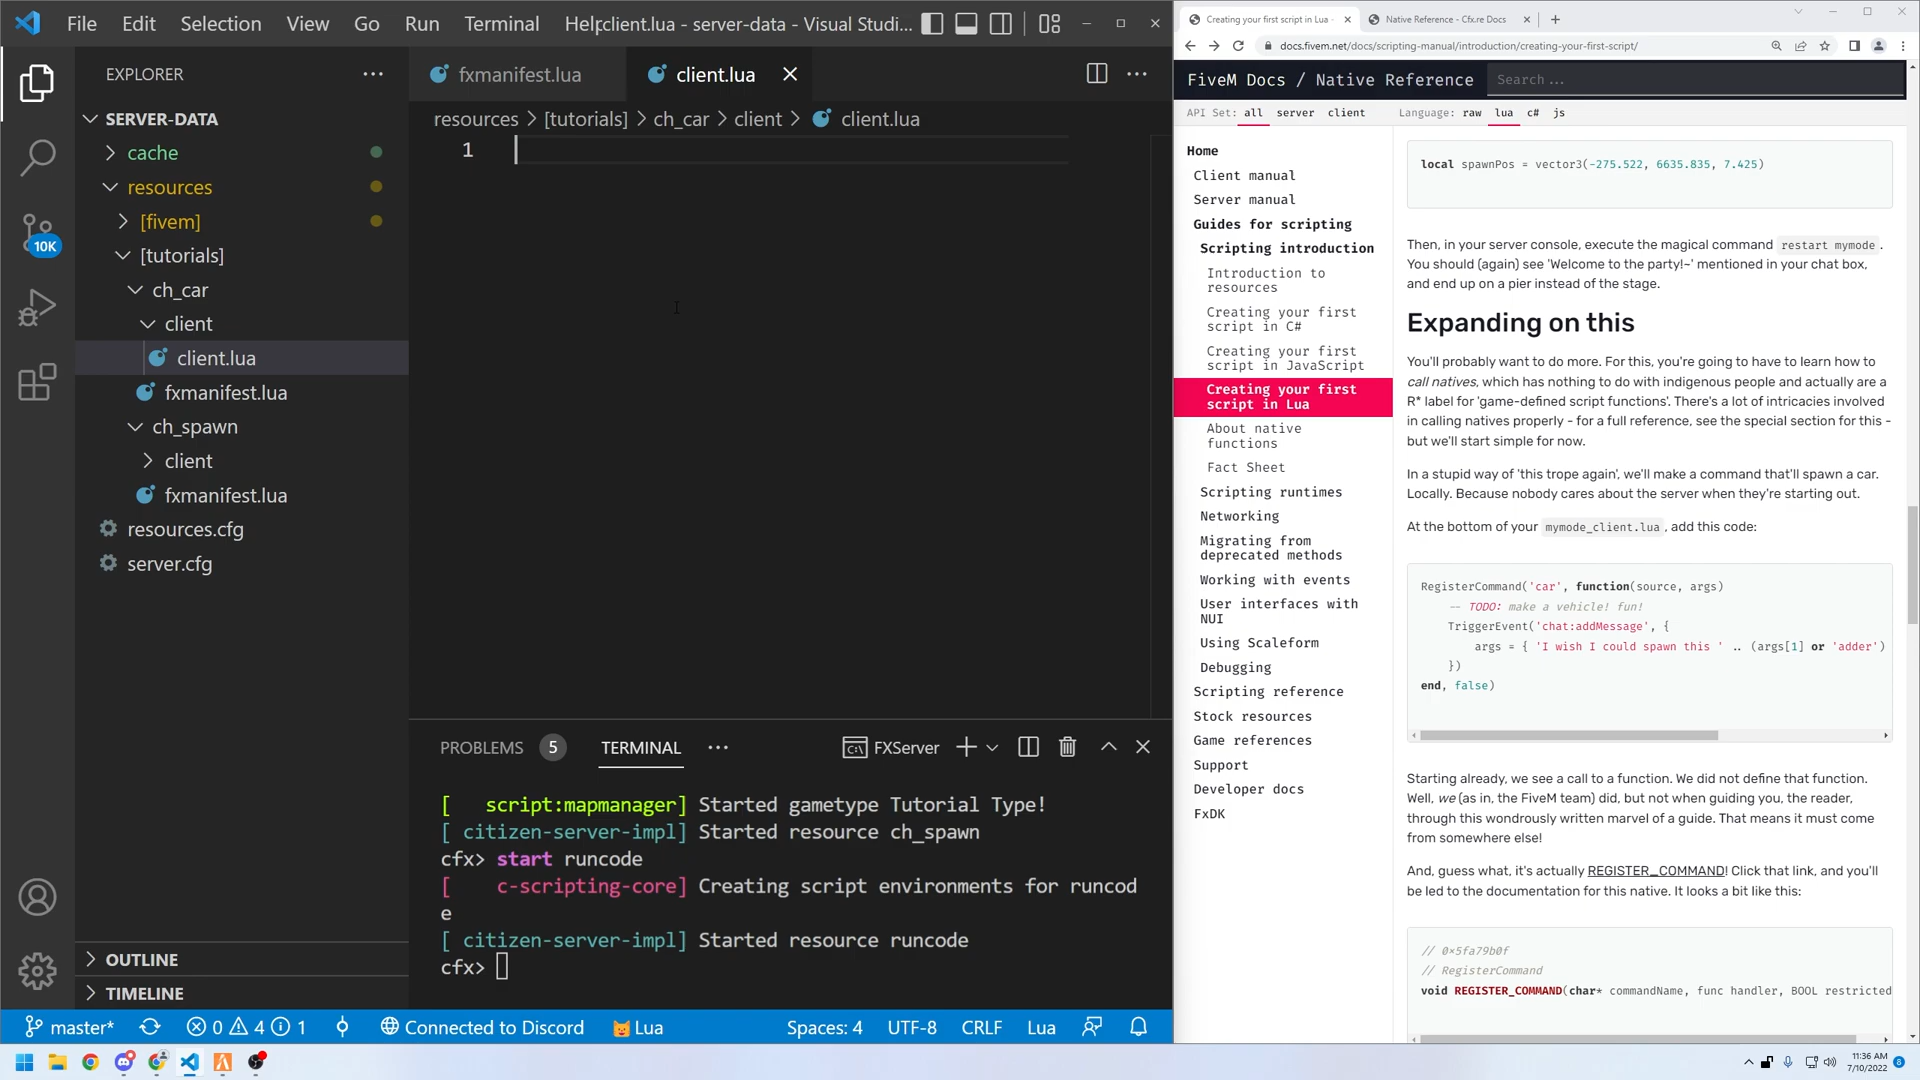 File Edit Selection View Go Run Terminal Help
client.lua - server-data - Visual Studi...
EXPLORER
SERVER-DATA
cache
resources
[fivem]
[tutorials]
ch_car
client
client.lua
fxmanifest.lua
ch_spawn
client
fxmanifest.lua
resources.cfg
server.cfg
OUTLINE
TIMELINE
10K
fxmanifest.lua
client.lua
resources > [tutorials] > ch_car > client > client.lua
1
PROBLEMS 5 TERMINAL
FXServer
[   script:mapmanager] Started gametype Tutorial Type!
[ citizen-server-impl] Started resource ch_spawn
cfx> start runcode
[    c-scripting-core] Creating script environments for runcod
e
[ citizen-server-impl] Started resource runcode
cfx>
master* 0 4 1 Connected to Discord Lua Spaces: 4 UTF-8 CRLF Lua
Creating your first script in Lua -
Native Reference - Cfx.re Docs
docs.fivem.net/docs/scripting-manual/introduction/creating-your-first-script/
FiveM Docs / Native Reference
Search ...
API Set: all server client Language: raw lua c# js
Home
Client manual
Server manual
Guides for scripting
Scripting introduction
Introduction to
resources
Creating your first
script in C#
Creating your first
script in JavaScript
Creating your first
script in Lua
About native
functions
Fact Sheet
Scripting runtimes
Networking
Migrating from
deprecated methods
Working with events
User interfaces with
NUI
Using Scaleform
Debugging
Scripting reference
Stock resources
Game references
Support
Developer docs
FxDK
local spawnPos = vector3(-275.522, 6635.835, 7.425)
Then, in your server console, execute the magical command restart mymode.
You should (again) see 'Welcome to the party!~' mentioned in your chat box,
and end up on a pier instead of the stage.
Expanding on this
You'll probably want to do more. For this, you're going to have to learn how to
call natives, which has nothing to do with indigenous people and actually are a
R* label for 'game-defined script functions'. There's a lot of intricacies involved
in calling natives properly - for a full reference, see the special section for this -
but we'll start simple for now.
In a stupid way of 'this trope again', we'll make a command that'll spawn a car.
Locally. Because nobody cares about the server when they're starting out.
At the bottom of your mymode_client.lua, add this code:
RegisterCommand('car', function(source, args)
-- TODO: make a vehicle! fun!
TriggerEvent('chat:addMessage', {
args = { 'I wish I could spawn this ' .. (args[1] or 'adder')
})
end, false)
Starting already, we see a call to a function. We did not define that function.
Well, we (as in, the FiveM team) did, but not when guiding you, the reader,
through this wondrously written marvel of a guide. That means it must come
from somewhere else!
And, guess what, it's actually REGISTER_COMMAND! Click that link, and you'll
be led to the documentation for this native. It looks a bit like this:
// 0x5fa79b0f
// RegisterCommand
void REGISTER_COMMAND(char* commandName, func handler, BOOL restricted
11:36 AM
7/10/2022
8